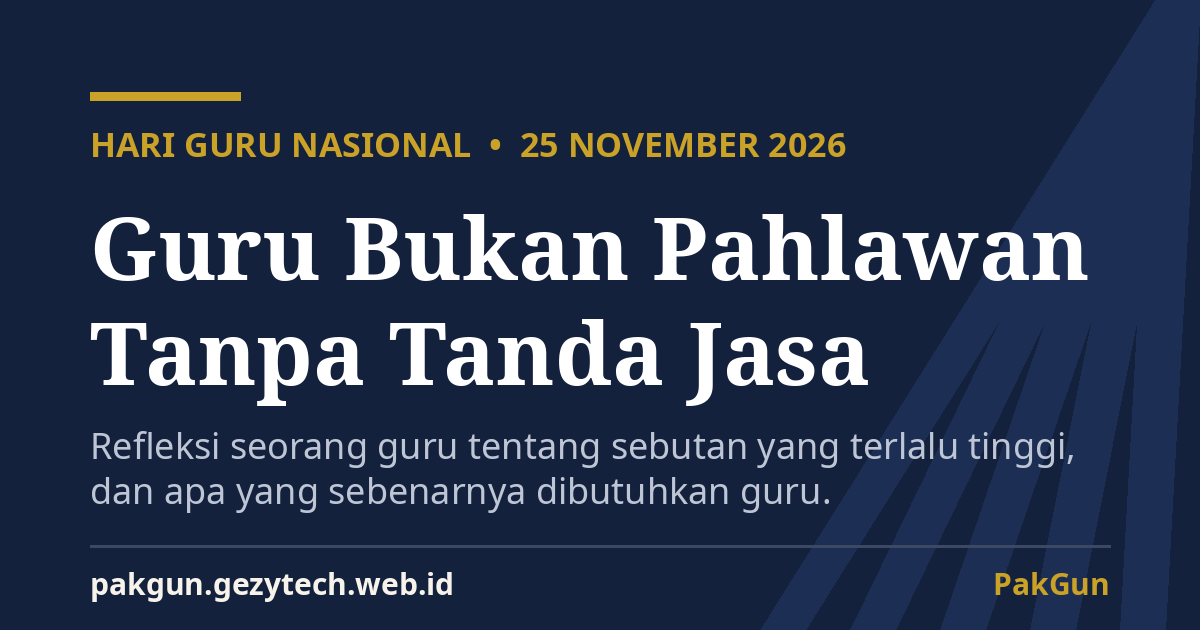 HARI GURU NASIONAL • 25 NOVEMBER 2026
Guru Bukan Pahlawan
Tanpa Tanda Jasa
Refleksi seorang guru tentang sebutan yang terlalu tinggi,
dan apa yang sebenarnya dibutuhkan guru.
pakgun.gezytech.web.id
PakGun